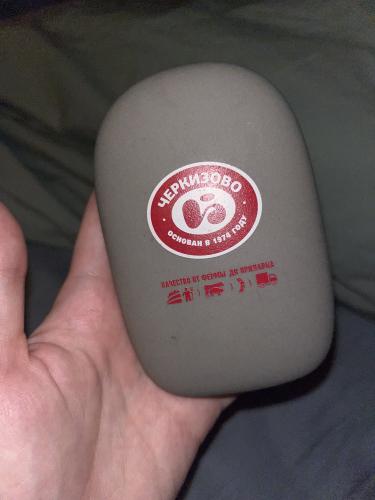 ЧЕРКИЗОВО
ОСНОВАН В 1974 ГОДУ
КАЧЕСТВО ОТ ФЕРМЫ ДО ПРИЛАВКА